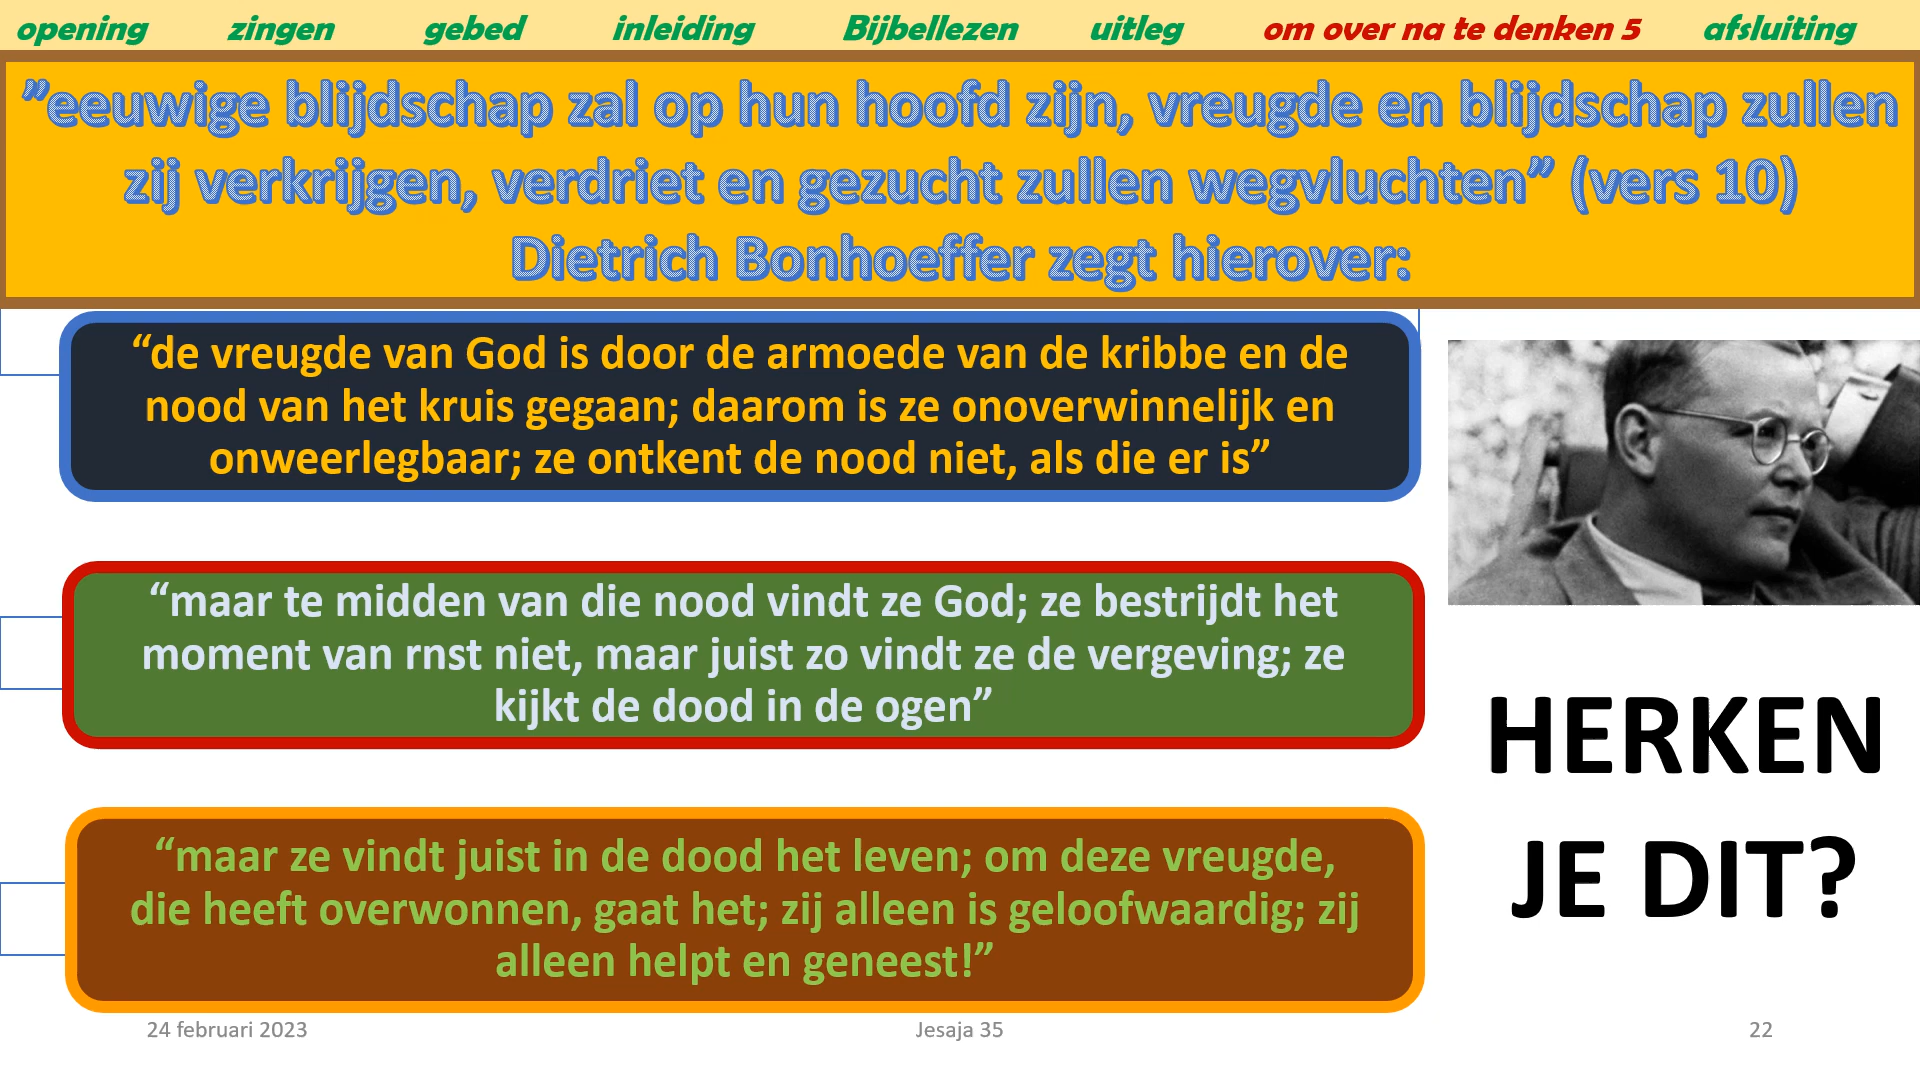 opening zingen gebed inleiding Bijbellezen uitleg om over na te denken 5 afsluiting
”eeuwige blijdschap zal op hun hoofd zijn, vreugde en blijdschap zullen
zij verkrijgen, verdriet en gezucht zullen wegvluchten” (vers 10)
Dietrich Bonhoeffer zegt hierover:
“de vreugde van God is door de armoede van de kribbe en de
nood van het kruis gegaan; daarom is ze onoverwinnelijk en
onweerlegbaar; ze ontkent de nood niet, als die er is”
“maar te midden van die nood vindt ze God; ze bestrijdt het
moment van rnst niet, maar juist zo vindt ze de vergeving; ze
kijkt de dood in de ogen”
“maar ze vindt juist in de dood het leven; om deze vreugde,
die heeft overwonnen, gaat het; zij alleen is geloofwaardig; zij
alleen helpt en geneest!”
HERKEN
JE DIT?
24 februari 2023 Jesaja 35 22